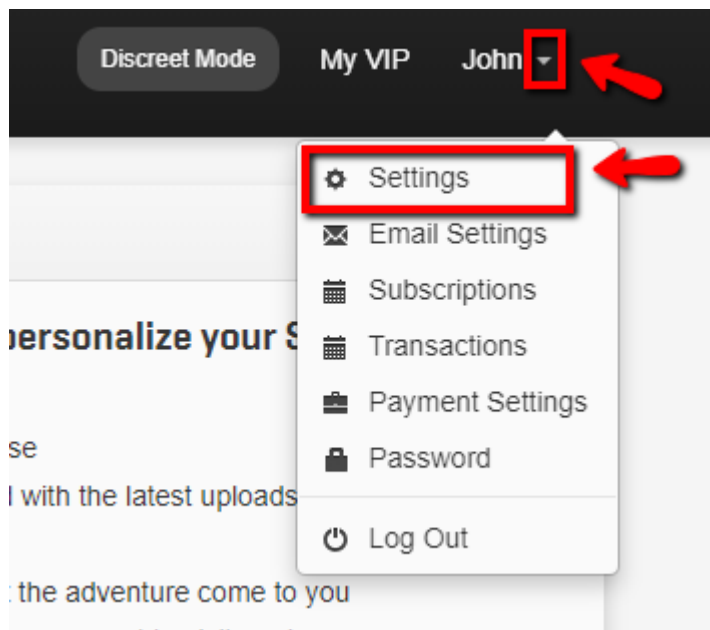 Discreet Mode My VIP John
Settings
Email Settings
Subscriptions
personalize your
Transactions
Payment Settings
se
Password
with the latest uploads
Log Out
the adventure come to you